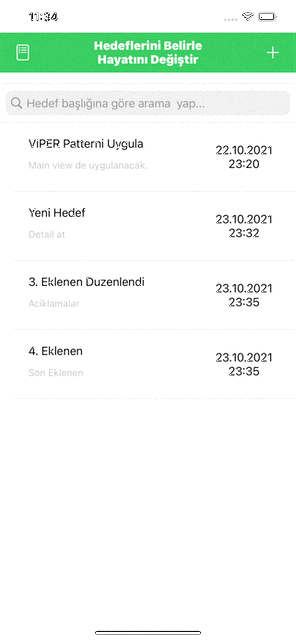 11:34
Hedeflerini Belirle
Hayatını Değiştir
Hedef başlığına göre arama yap...
ViPER Patterni Uygula
22.10.2021
23:20
Main view de uygulanacak.
Yeni Hedef
23.10.2021
23:32
Detail at
3. Eklenen Duzenlendi
23.10.2021
23:35
Aciklamalar
4. Eklenen
23.10.2021
23:35
Son Eklenen